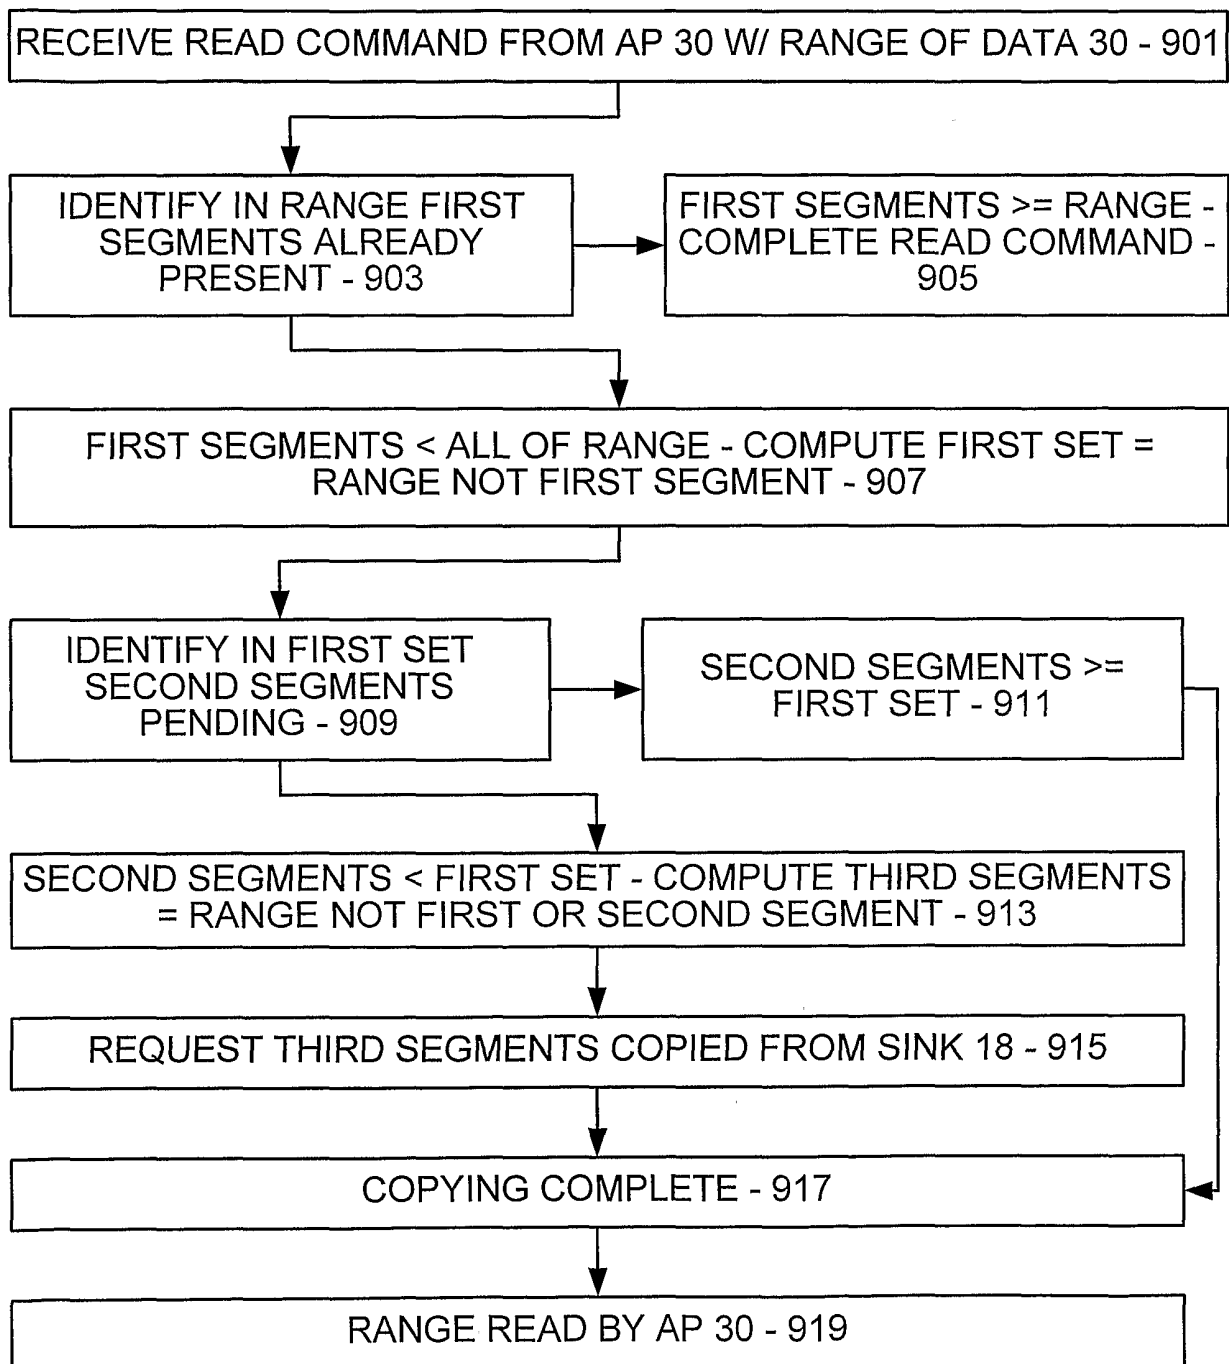 RECEIVE READ COMMAND FROM AP 30 W/ RANGE OF DATA 30 - 901
IDENTIFY IN RANGE FIRST
SEGMENTS ALREADY
PRESENT - 903
FIRST SEGMENTS >= RANGE -
COMPLETE READ COMMAND -
905
FIRST SEGMENTS < ALL OF RANGE - COMPUTE FIRST SET =
RANGE NOT FIRST SEGMENT - 907
IDENTIFY IN FIRST SET
SECOND SEGMENTS
PENDING - 909
SECOND SEGMENTS >=
FIRST SET - 911
SECOND SEGMENTS < FIRST SET - COMPUTE THIRD SEGMENTS
= RANGE NOT FIRST OR SECOND SEGMENT - 913
REQUEST THIRD SEGMENTS COPIED FROM SINK 18 - 915
COPYING COMPLETE - 917
RANGE READ BY AP 30 - 919